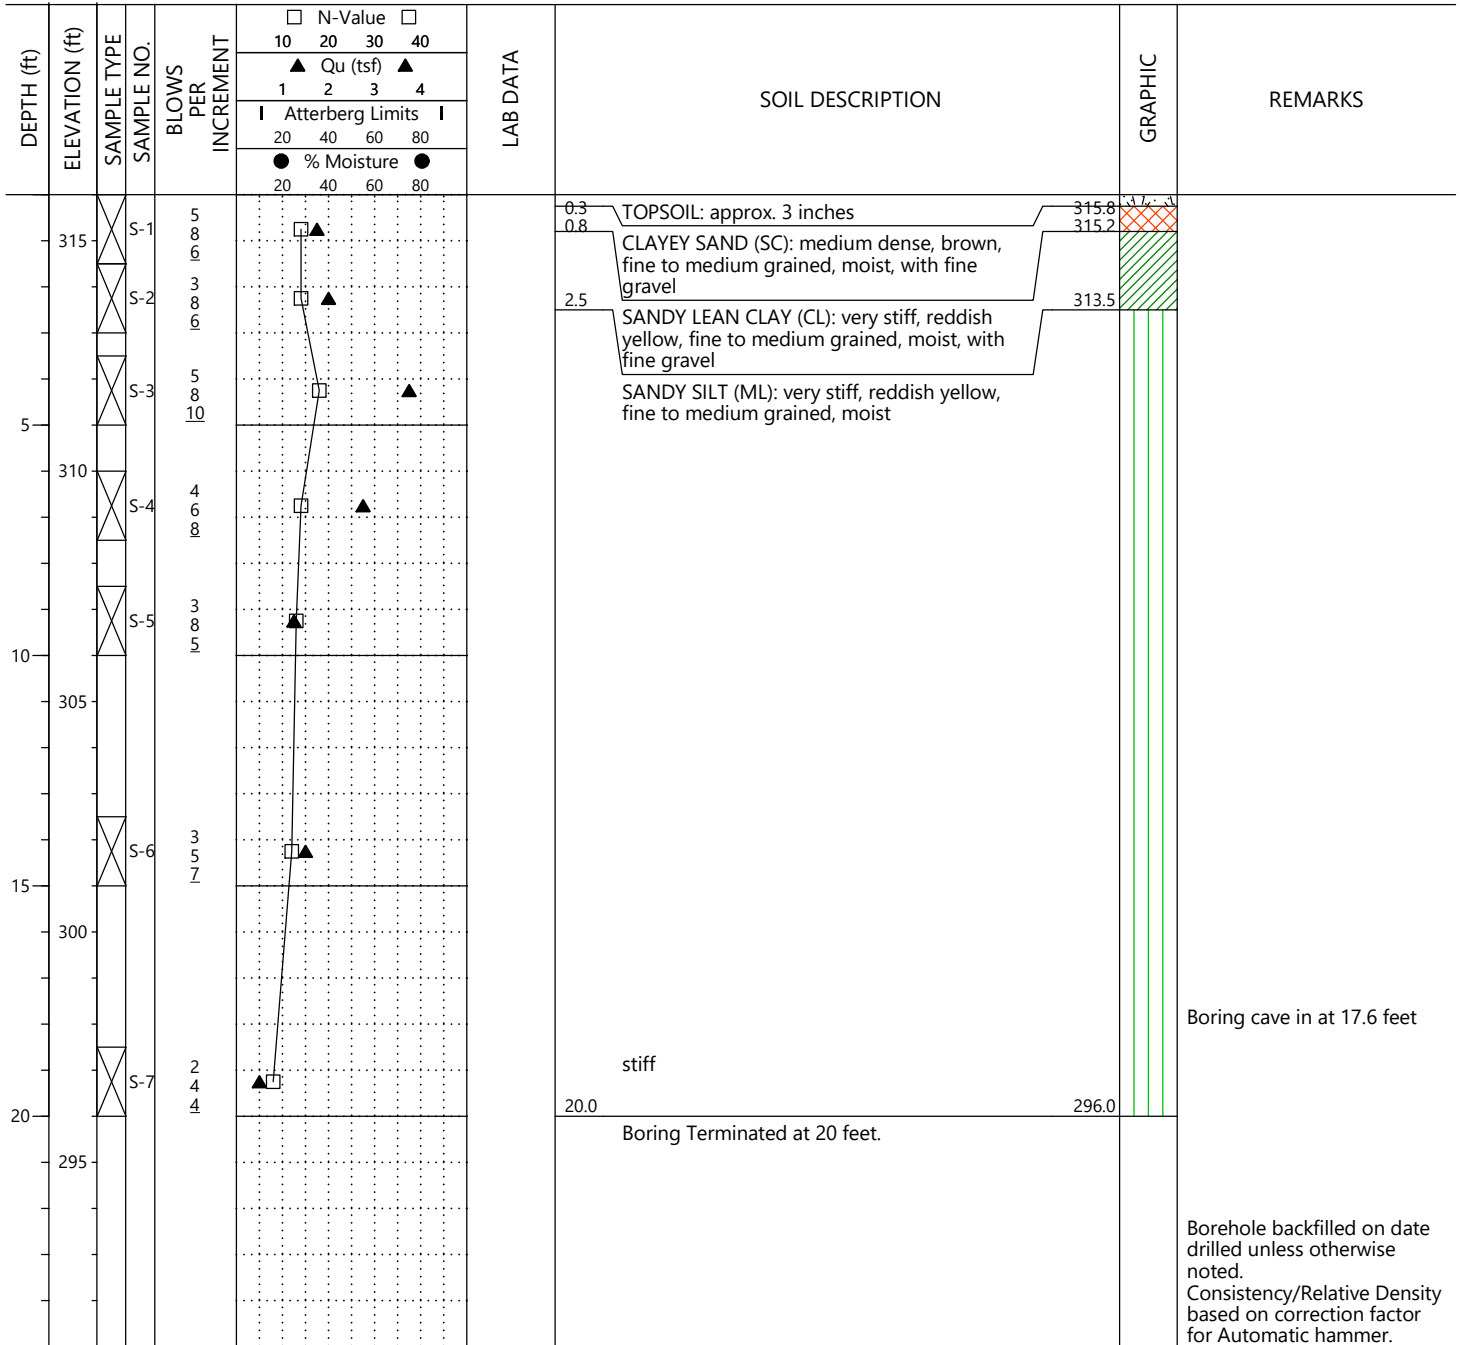 DEPTH (ft)
ELEVATION (ft)
SAMPLE TYPE
SAMPLE NO.
BLOWS
PER
INCREMENT
N-Value
10 20 30 40
Qu (tsf)
1 2 3 4
Atterberg Limits
20 40 60 80
% Moisture
20 40 60 80
LAB DATA
SOIL DESCRIPTION
GRAPHIC
REMARKS
S-1
5
8
6
315
0.3 TOPSOIL: approx. 3 inches 315.8
0.8 315.2
CLAYEY SAND (SC): medium dense, brown,
fine to medium grained, moist, with fine
gravel
S-2
3
8
6
2.5 313.5
SANDY LEAN CLAY (CL): very stiff, reddish
yellow, fine to medium grained, moist, with
fine gravel
S-3
5
8
10
SANDY SILT (ML): very stiff, reddish yellow,
fine to medium grained, moist
5
310
S-4
4
6
8
S-5
3
8
5
10
305
S-6
3
5
7
15
300
Boring cave in at 17.6 feet
S-7
2
4
4
stiff
20.0 296.0
20
Boring Terminated at 20 feet.
295
Borehole backfilled on date
drilled unless otherwise
noted.
Consistency/Relative Density
based on correction factor
for Automatic hammer.